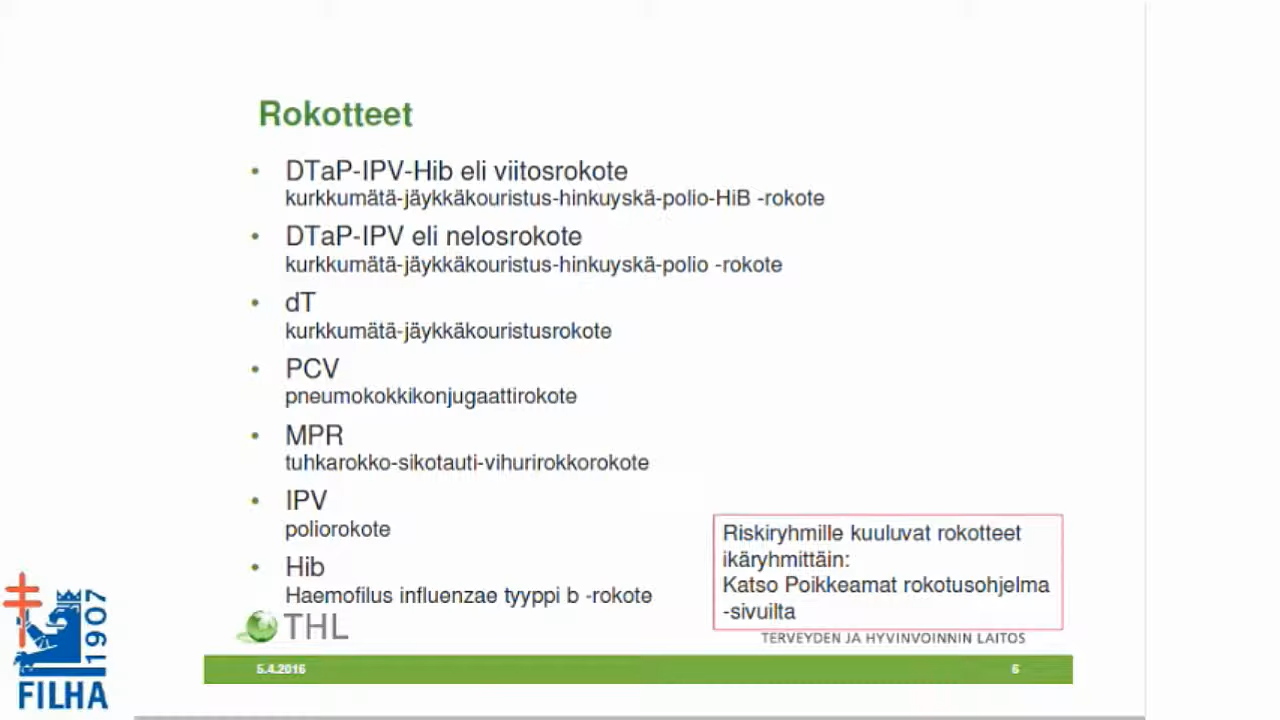 Rokotteet
• DTaP-IPV-Hib eli viitosrokote
kurkkumätä-jäykkäkouristus-hinkuyskä-polio-HiB -rokote
• DTaP-IPV eli nelosrokote
kurkkumätä-jäykkäkouristus-hinkuyskä-polio -rokote
• dT
kurkkumätä-jäykkäkouristusrokote
• PCV
pneumokokkikonjugaattirokote
• MPR
tuhkarokko-sikotauti-vihurirokkorokote
• IPV
poliorokote
• Hib
Haemofilus influenzae tyyppi b -rokote
Riskiryhmille kuuluvat rokotteet
ikäryhmittäin:
Katso Poikkeamat rokotusohjelma
-sivuilta
THL
TERVEYDEN JA HYVINVOINNIN LAITOS
5.4.2016
6
1907
FILHA